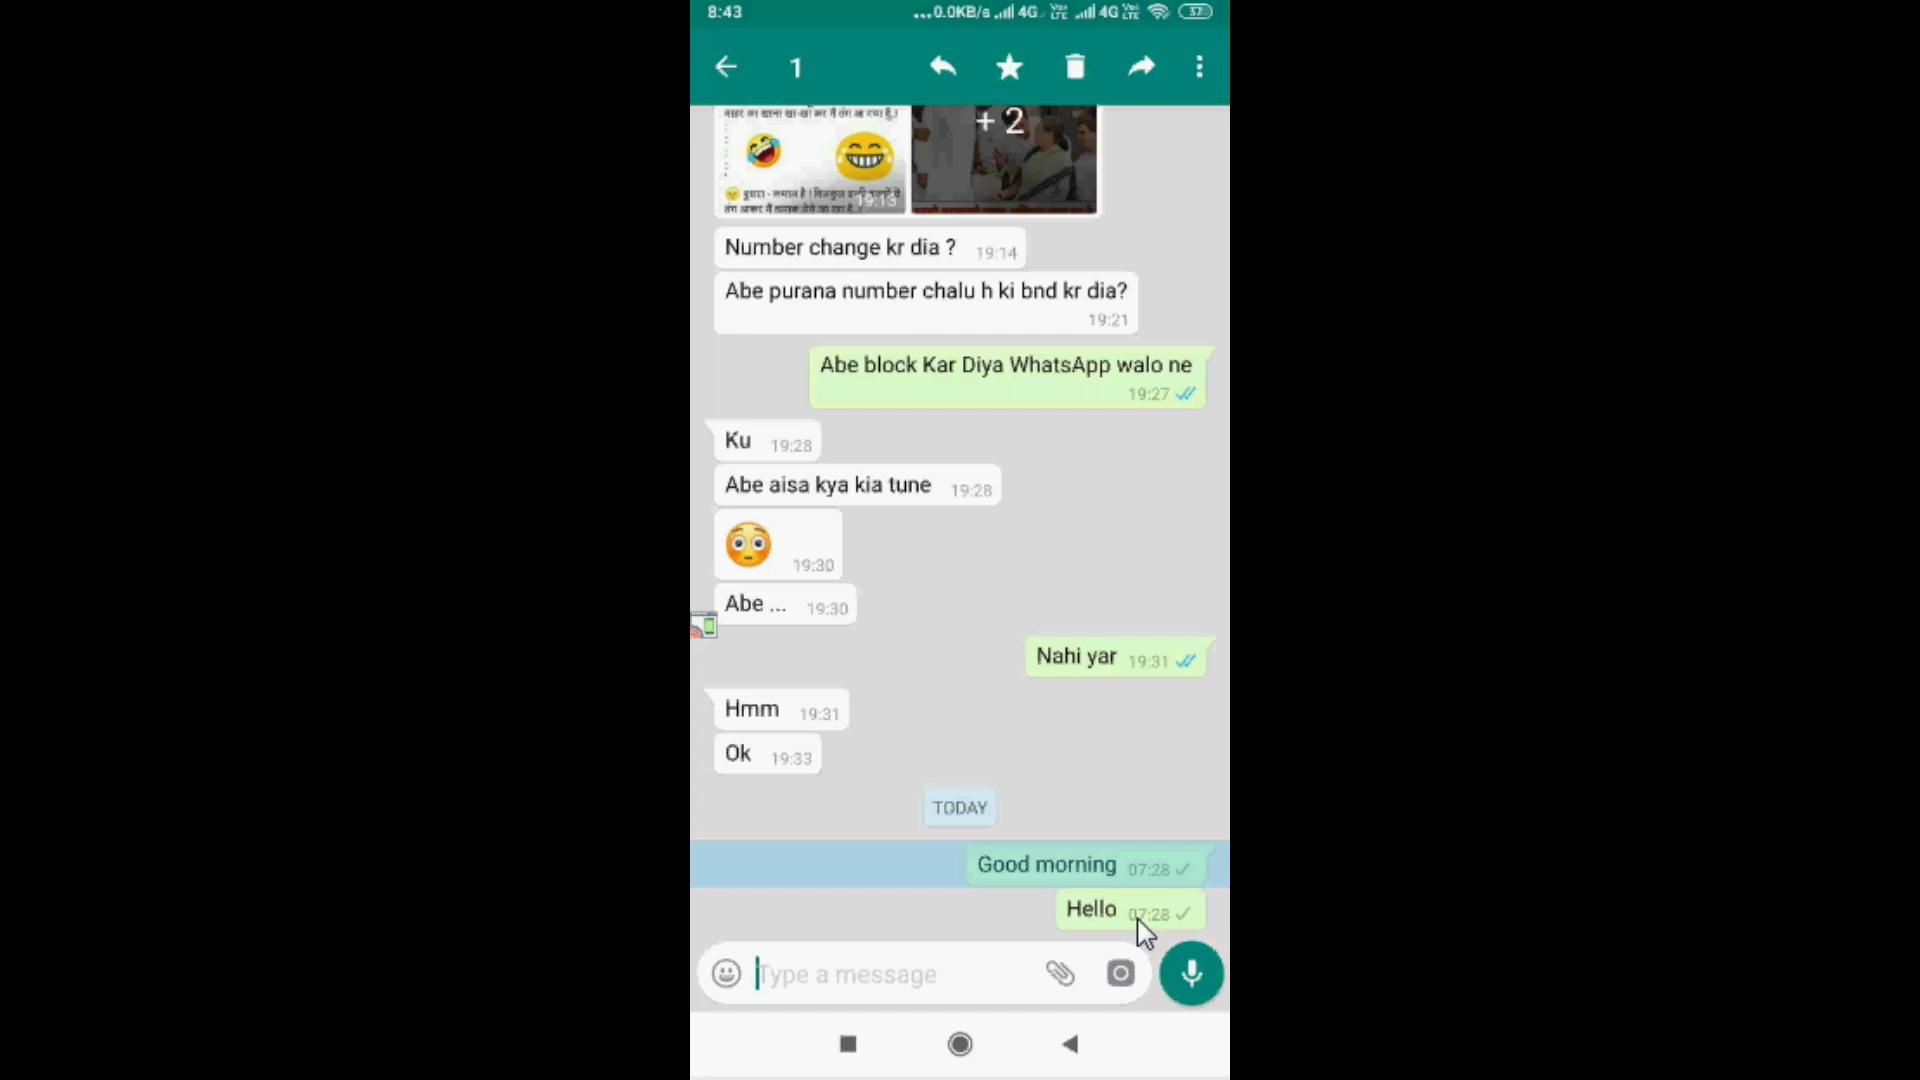 8:43
...0.0KB/s 4G 4G 37
1
+ 2
19:13
Number change kr dia ? 19:14
Abe purana number chalu h ki bnd kr dia?
19:21
Abe block Kar Diya WhatsApp walo ne
19:27
Ku 19:28
Abe aisa kya kia tune 19:28
19:30
Abe ... 19:30
Nahi yar 19:31
Hmm 19:31
Ok 19:33
TODAY
Good morning 07:28
Hello 07:28
Type a message